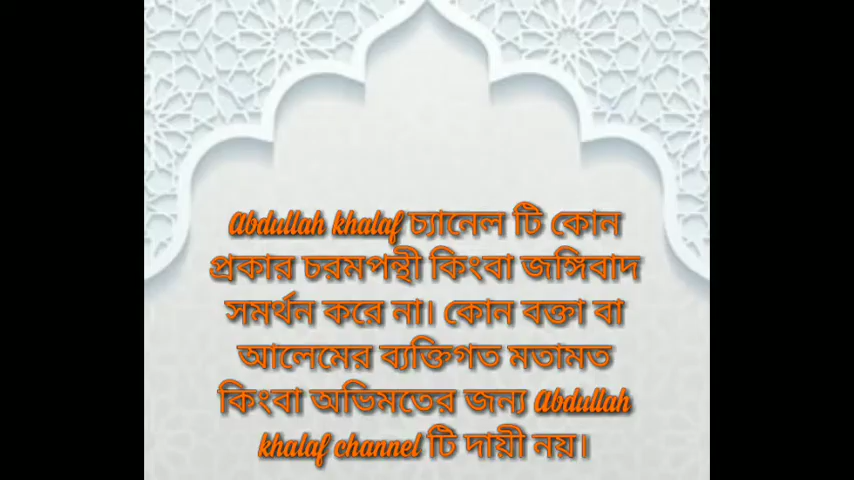 Abdullah khalaf চ্যানেল টি কোন
প্রকার চরমপন্থী কিংবা জঙ্গিবাদ
সমর্থন করে না। কোন বক্তা বা
আলেমের ব্যক্তিগত মতামত
কিংবা অভিমতের জন্য Abdullah
khalaf channel টি দায়ী নয়।